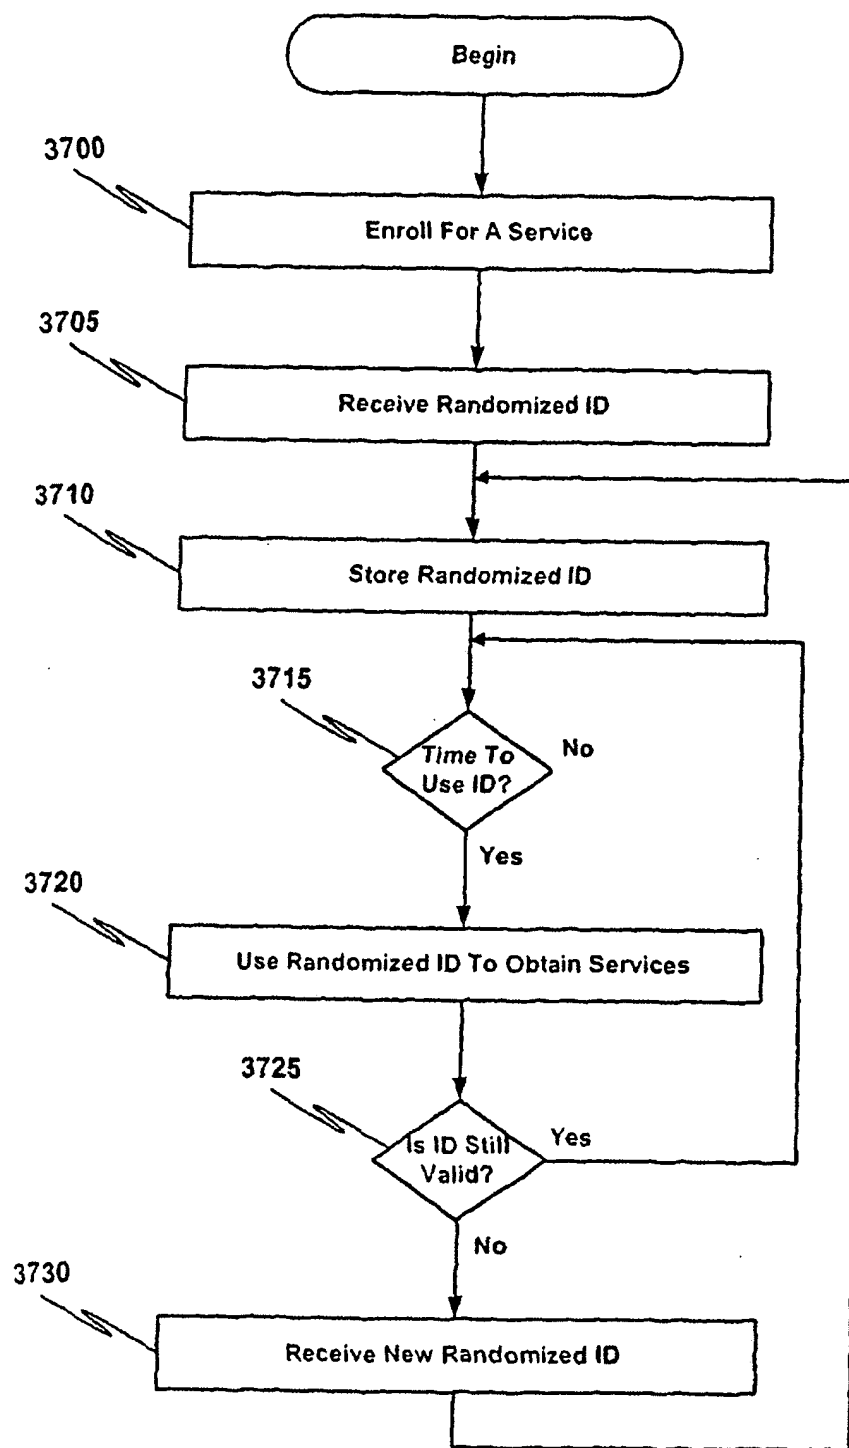 Begin
3700
Enroll For A Service
3705
Receive Randomized ID
3710
Store Randomized ID
3715
Time To
Use ID?
No
Yes
3720
Use Randomized ID To Obtain Services
3725
Is ID Still
Valid?
Yes
No
3730
Receive New Randomized ID